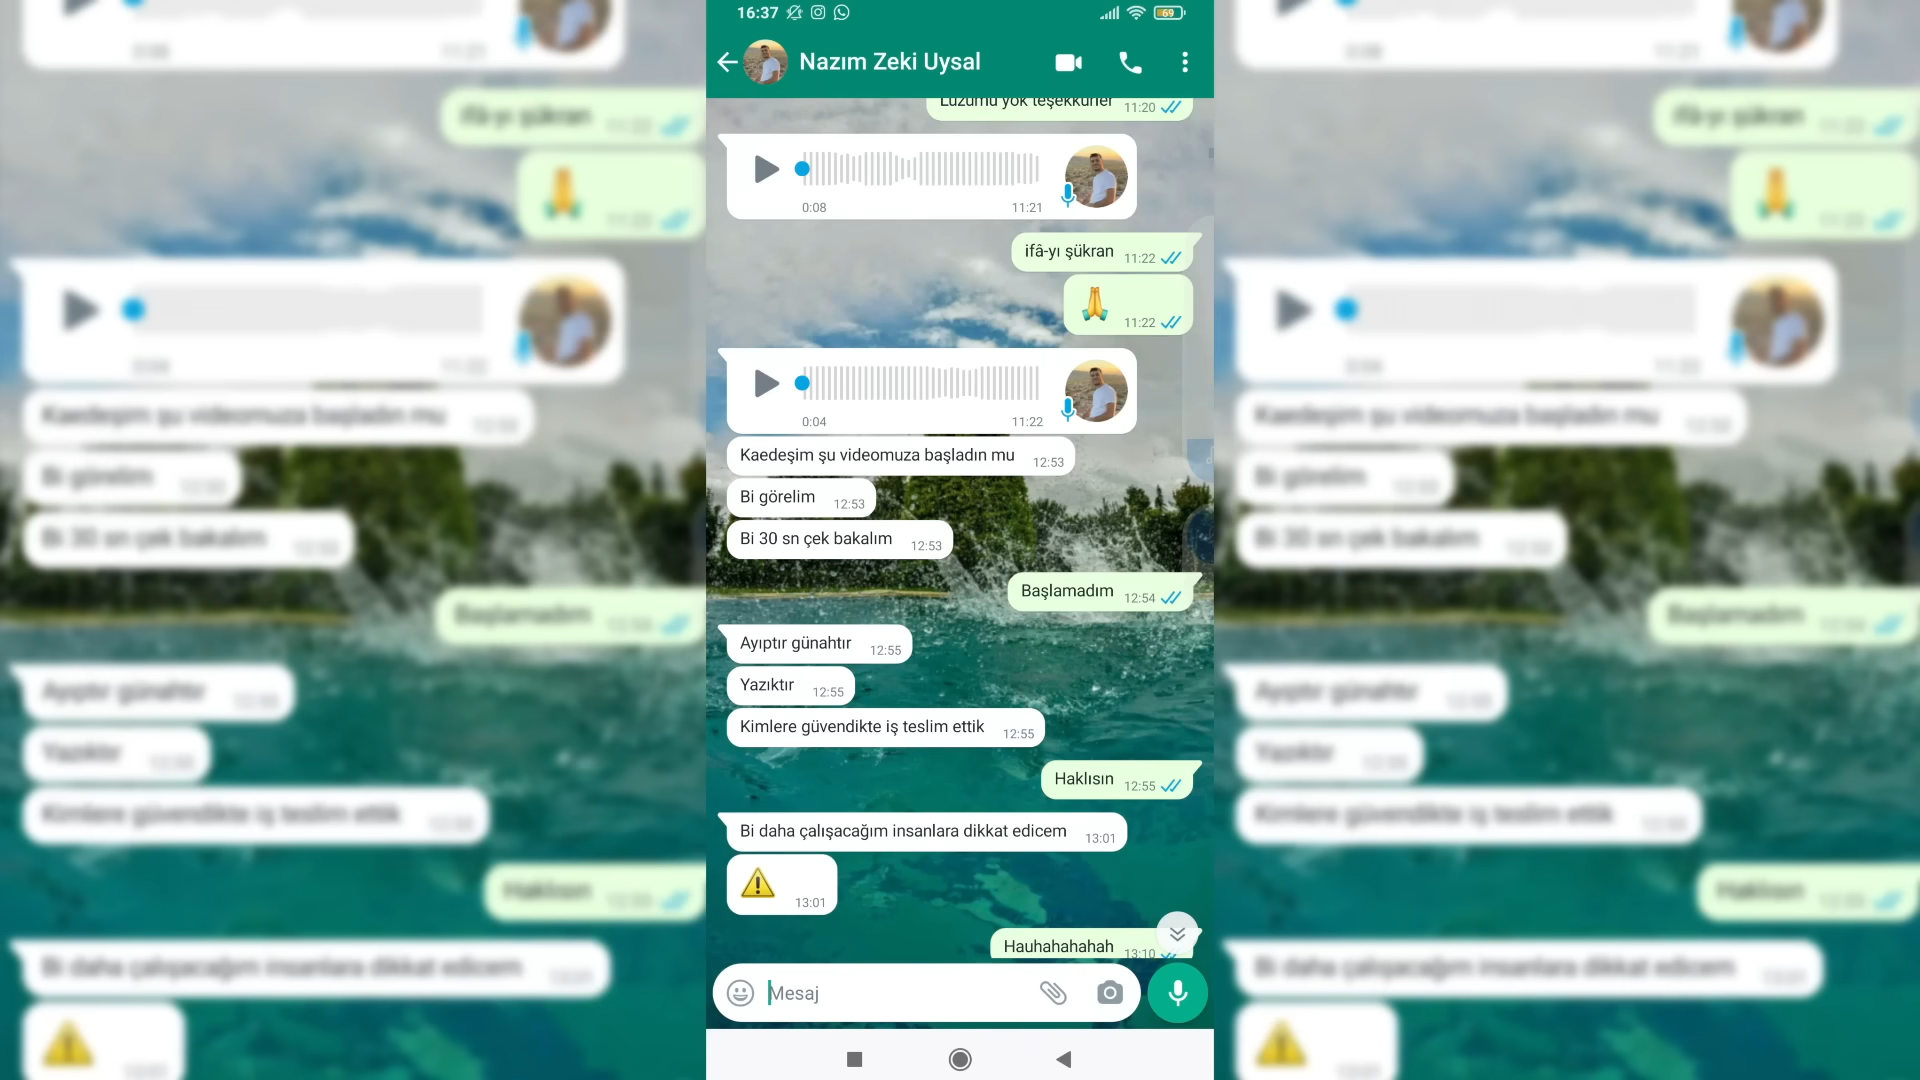 16:37
69
Nazım Zeki Uysal
Lüzumu yok teşekkürler 11:20
0:08 11:21
ifâ-yı şükran 11:22
🙏 11:22
0:04 11:22
Kaedeşim şu videomuza başladın mu 12:53
Bi görelim 12:53
Bi 30 sn çek bakalım 12:53
Başlamadım 12:54
Ayıptır günahtır 12:55
Yazıktır 12:55
Kimlere güvendikte iş teslim ettik 12:55
Haklısın 12:55
Bi daha çalışacağım insanlara dikkat edicem 13:01
⚠️ 13:01
Hauhahahahah 13:10
Mesaj